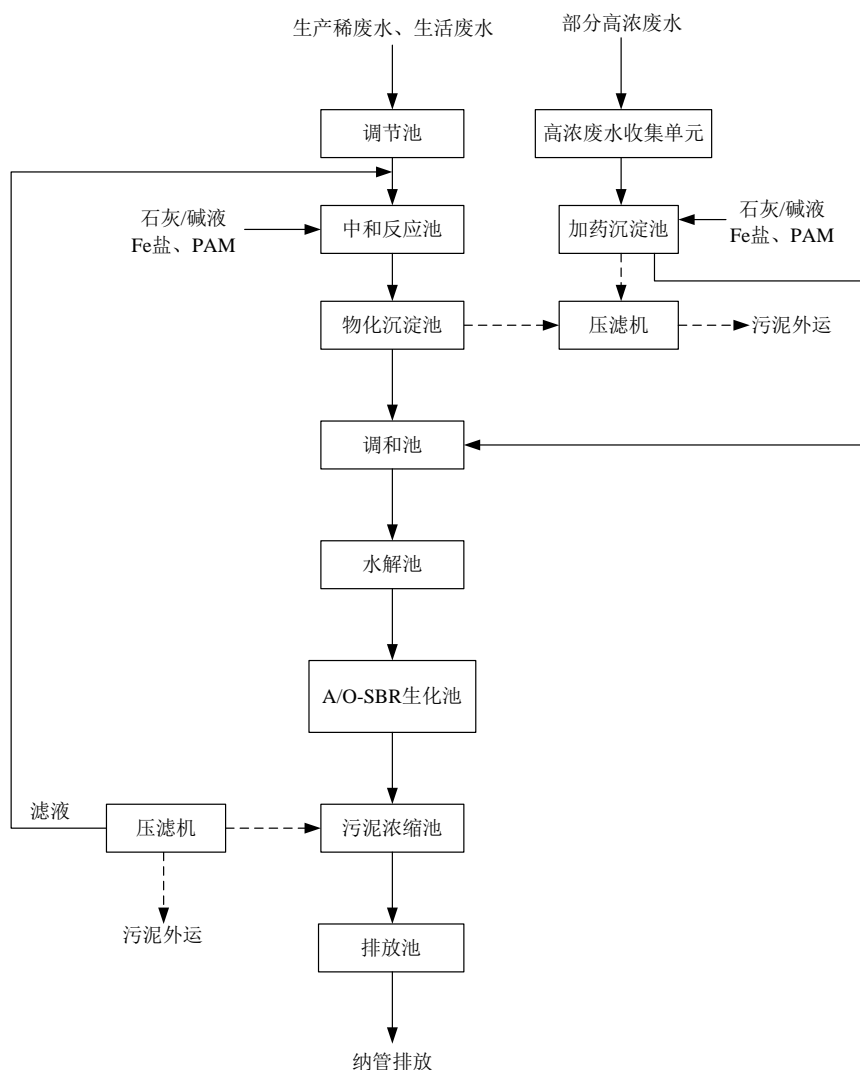 生产稀废水、生活废水
部分高浓废水
调节池
高浓废水收集单元
石灰/碱液
Fe盐、PAM
中和反应池
加药沉淀池
石灰/碱液
Fe盐、PAM
物化沉淀池
压滤机
污泥外运
调和池
水解池
A/O-SBR生化池
滤液
压滤机
污泥浓缩池
污泥外运
排放池
纳管排放